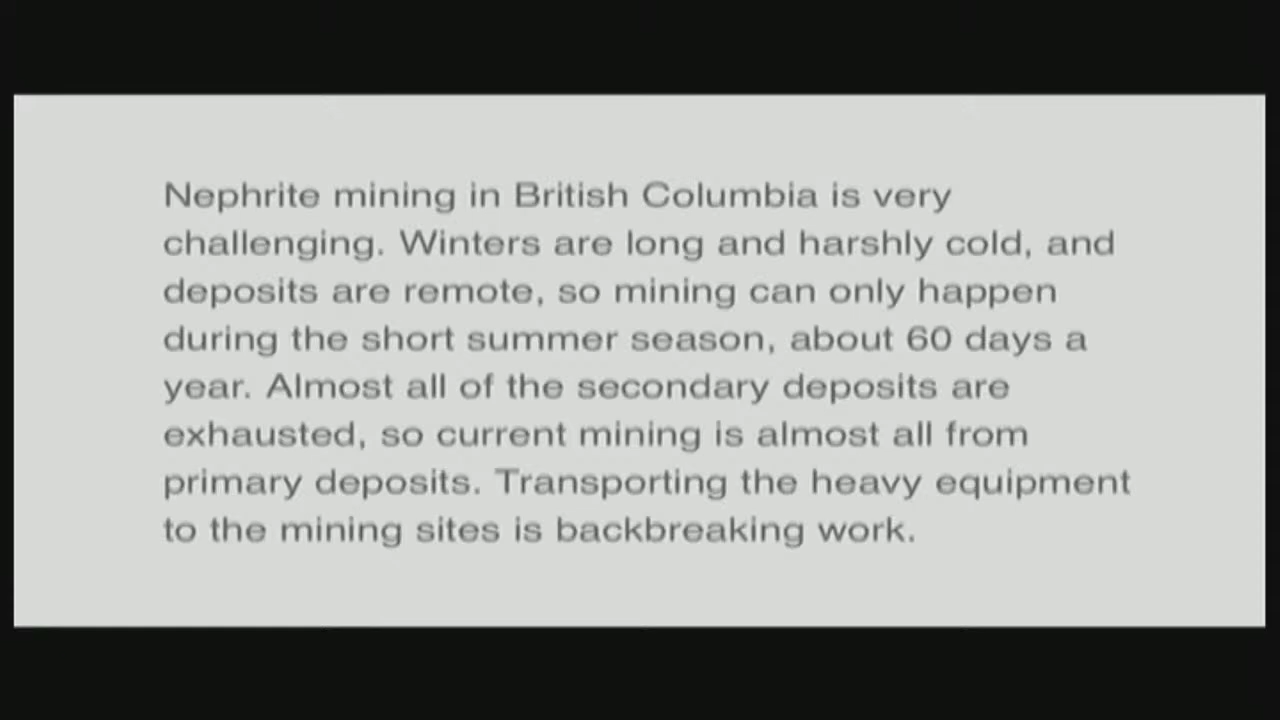 Nephrite mining in British Columbia is very
challenging. Winters are long and harshly cold, and
deposits are remote, so mining can only happen
during the short summer season, about 60 days a
year. Almost all of the secondary deposits are
exhausted, so current mining is almost all from
primary deposits. Transporting the heavy equipment
to the mining sites is backbreaking work.